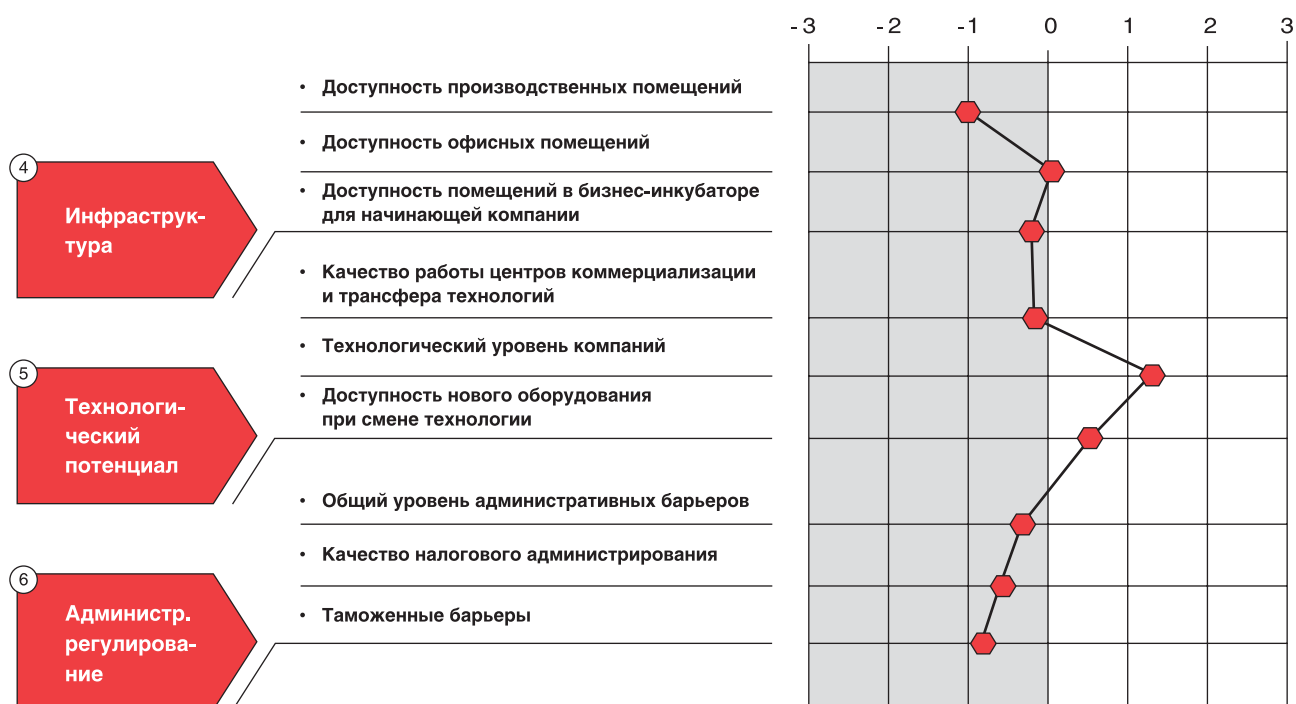 -3 -2 -1 0 1 2 3
• Доступность производственных помещений
• Доступность офисных помещений
4
Инфраструк-
тура
• Доступность помещений в бизнес-инкубаторе
для начинающей компании
• Качество работы центров коммерциализации
и трансфера технологий
• Технологический уровень компаний
5
Технологи-
ческий
потенциал
• Доступность нового оборудования
при смене технологии
• Общий уровень административных барьеров
• Качество налогового администрирования
6
Администр.
регулирова-
ние
• Таможенные барьеры